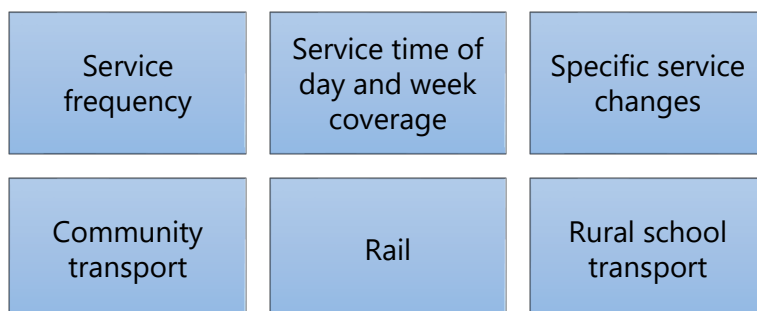 Service
frequency
Service time of
day and week
coverage
Specific service
changes
Community
transport
Rail
Rural school
transport